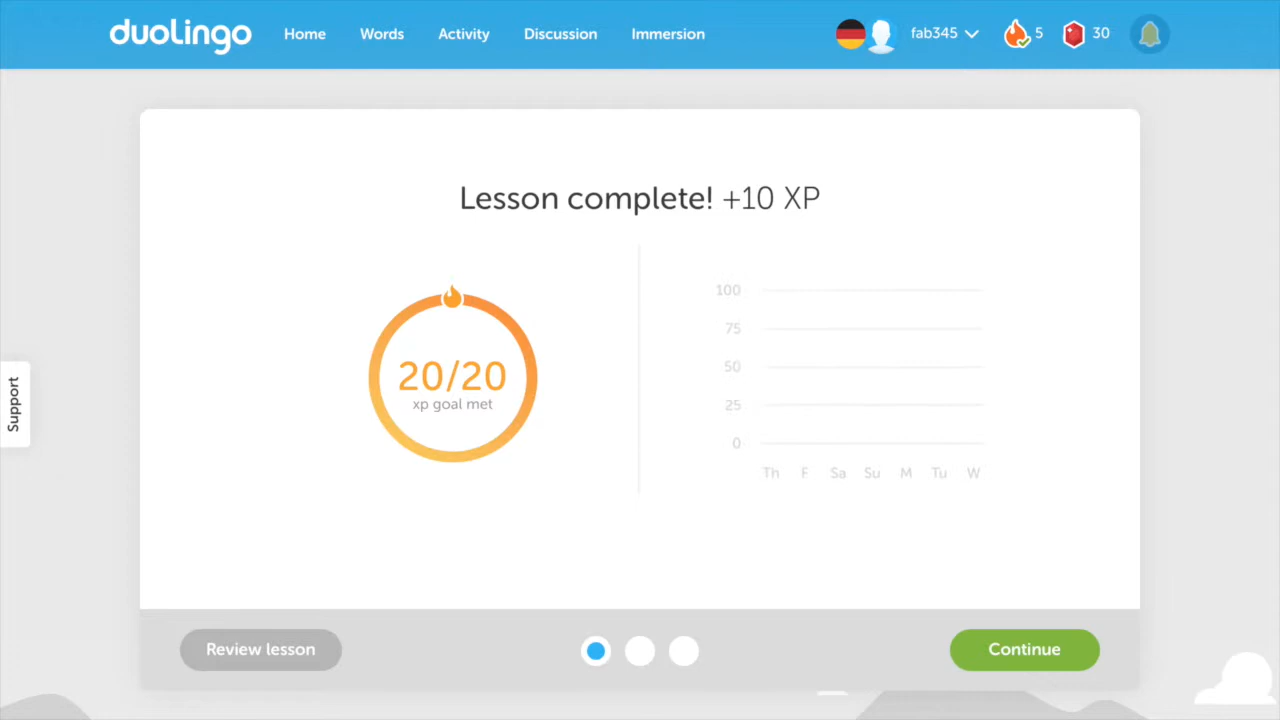 duolingo Home Words Activity Discussion Immersion fab345 5 30
Lesson complete! +10 XP
20/20
xp goal met
100
75
50
25
0
Th F Sa Su M Tu W
Support
Review lesson Continue